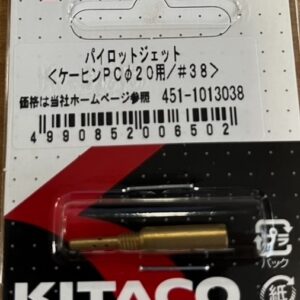 パイロットジェット
<ケーヒンPCφ20用/#38>
価格は当社ホームページ参照 451-1013038
4990852006502
プラ
パック
紙
KITACO